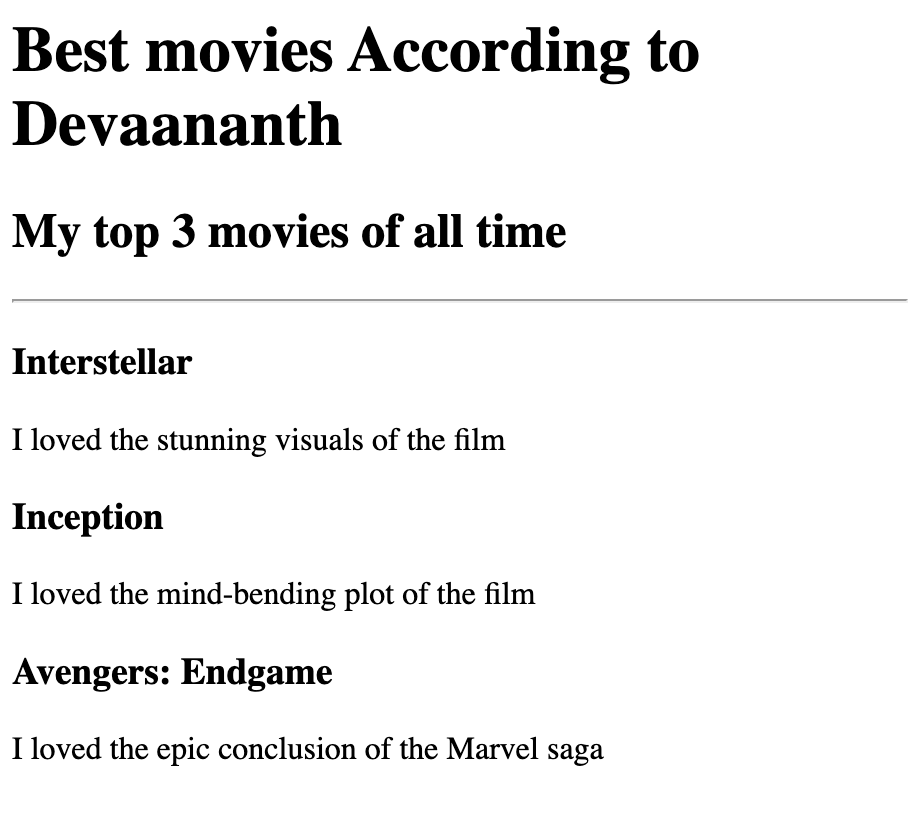 Best movies According to
Devaananth
My top 3 movies of all time
Interstellar
I loved the stunning visuals of the film
Inception
I loved the mind-bending plot of the film
Avengers: Endgame
I loved the epic conclusion of the Marvel saga